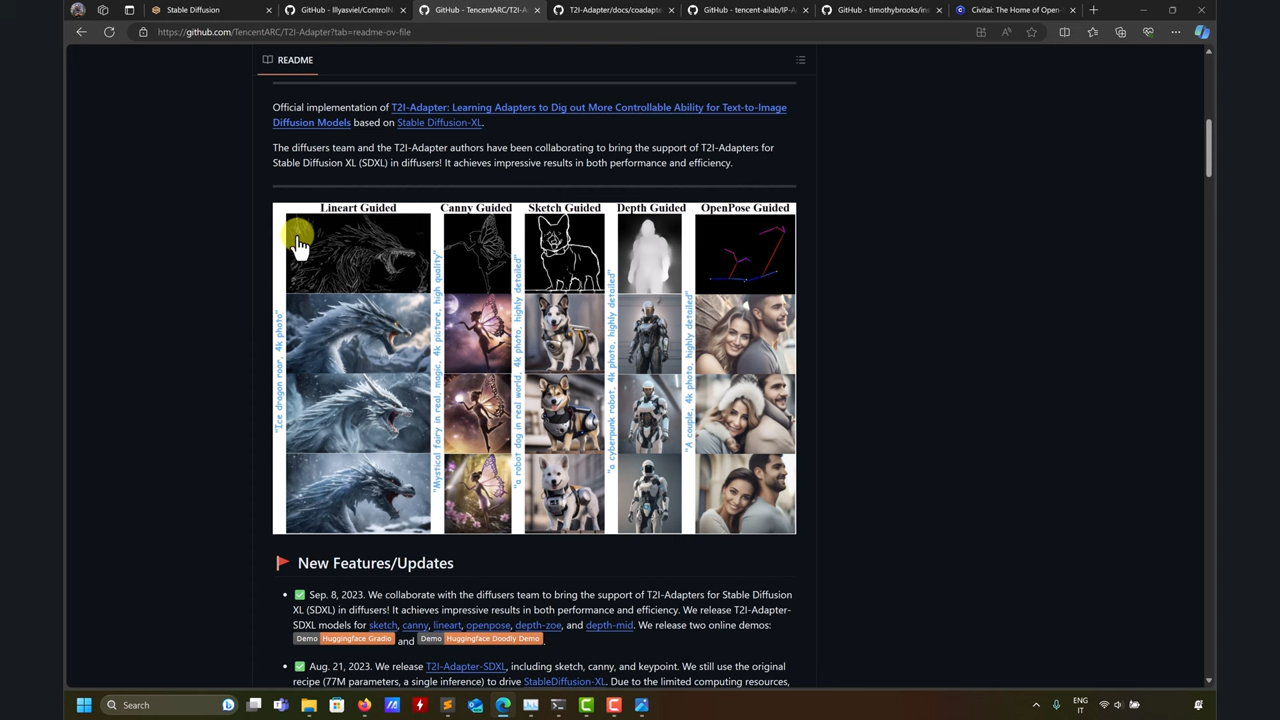 Stable Diffusion
GitHub - lllyasviel/ControlN
GitHub - TencentARC/T2I-A
T2I-Adapter/docs/coadapte
GitHub - tencent-ailab/IP-A
GitHub - timothybrooks/ins
Civitai: The Home of Open-
https://github.com/TencentARC/T2I-Adapter?tab=readme-ov-file
README
Official implementation of T2I-Adapter: Learning Adapters to Dig out More Controllable Ability for Text-to-Image
Diffusion Models based on Stable Diffusion-XL.
The diffusers team and the T2I-Adapter authors have been collaborating to bring the support of T2I-Adapters for
Stable Diffusion XL (SDXL) in diffusers! It achieves impressive results in both performance and efficiency.
Lineart Guided
Canny Guided
Sketch Guided
Depth Guided
OpenPose Guided
"Ice dragon roar, 4k photo"
"Mystical fairy in real, magic, 4k picture, high quality"
"a robot dog in real world, 4k photo, highly detailed"
"a cyberpunk robot, 4k photo, highly detailed"
"A couple, 4k photo, highly detailed"
New Features/Updates
Sep. 8, 2023. We collaborate with the diffusers team to bring the support of T2I-Adapters for Stable Diffusion
XL (SDXL) in diffusers! It achieves impressive results in both performance and efficiency. We release T2I-Adapter-
SDXL models for sketch, canny, lineart, openpose, depth-zoe, and depth-mid. We release two online demos:
Demo Huggingface Gradio and Demo Huggingface Doodly Demo.
Aug. 21, 2023. We release T2I-Adapter-SDXL, including sketch, canny, and keypoint. We still use the original
recipe (77M parameters, a single inference) to drive StableDiffusion-XL. Due to the limited computing resources,
Search
ENG
IT